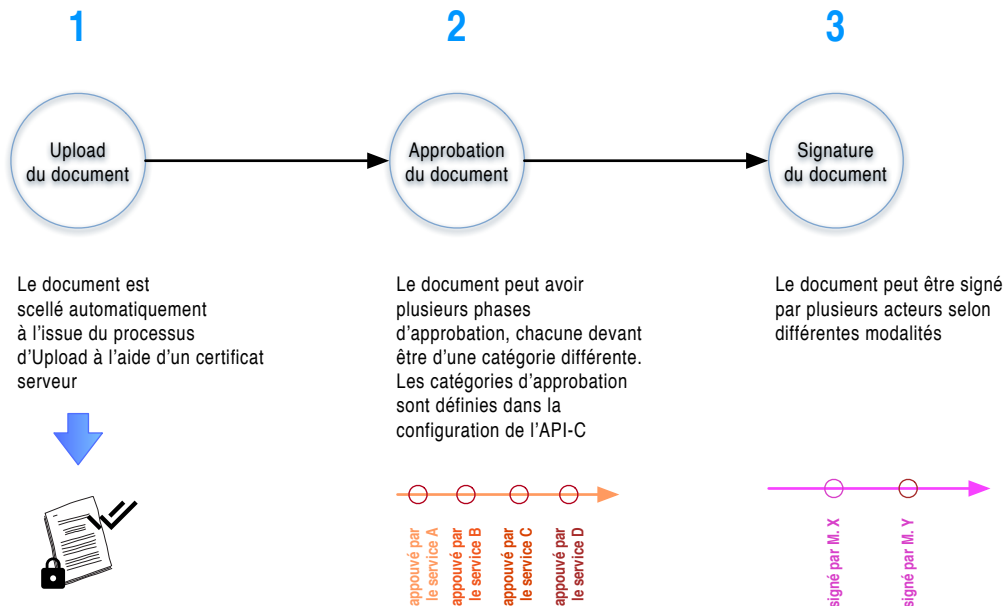 1
2
3
Upload
du document
Approbation
du document
Signature
du document
Le document est
scellé automatiquement
à l'issue du processus
d'Upload à l'aide d'un certificat
serveur
Le document peut avoir
plusieurs phases
d'approbation, chacune devant
être d'une catégorie différente.
Les catégories d'approbation
sont définies dans la
configuration de l'API-C
Le document peut être signé
par plusieurs acteurs selon
différentes modalités
appouvé par
le service A
appouvé par
le service B
appouvé par
le service C
appouvé par
le service D
signé par M. X
signé par M. Y